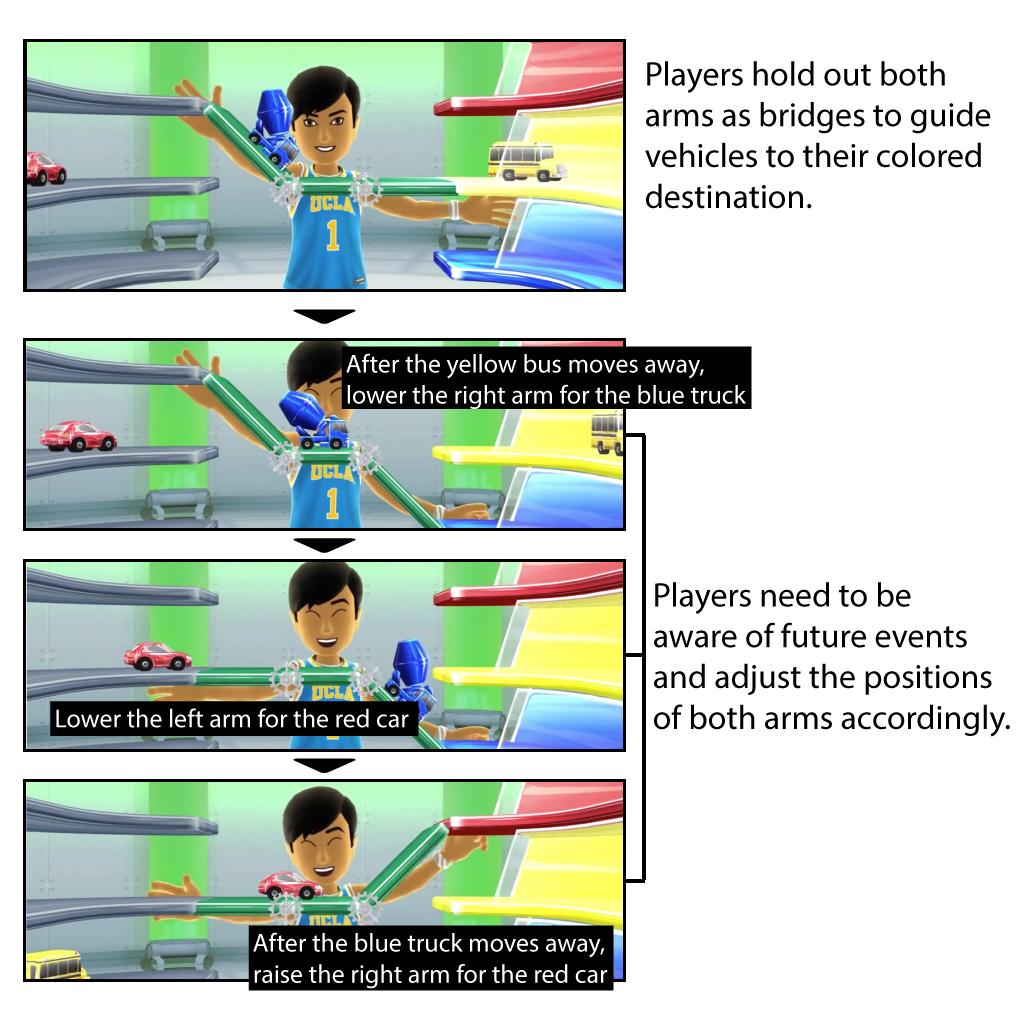 Players hold out both
arms as bridges to guide
vehicles to their colored
destination.
UCLA
1
After the yellow bus moves away,
lower the right arm for the blue truck
UCLA
1
Players need to be
aware of future events
and adjust the positions
of both arms accordingly.
UCLA
Lower the left arm for the red car
UCLA
After the blue truck moves away,
raise the right arm for the red car